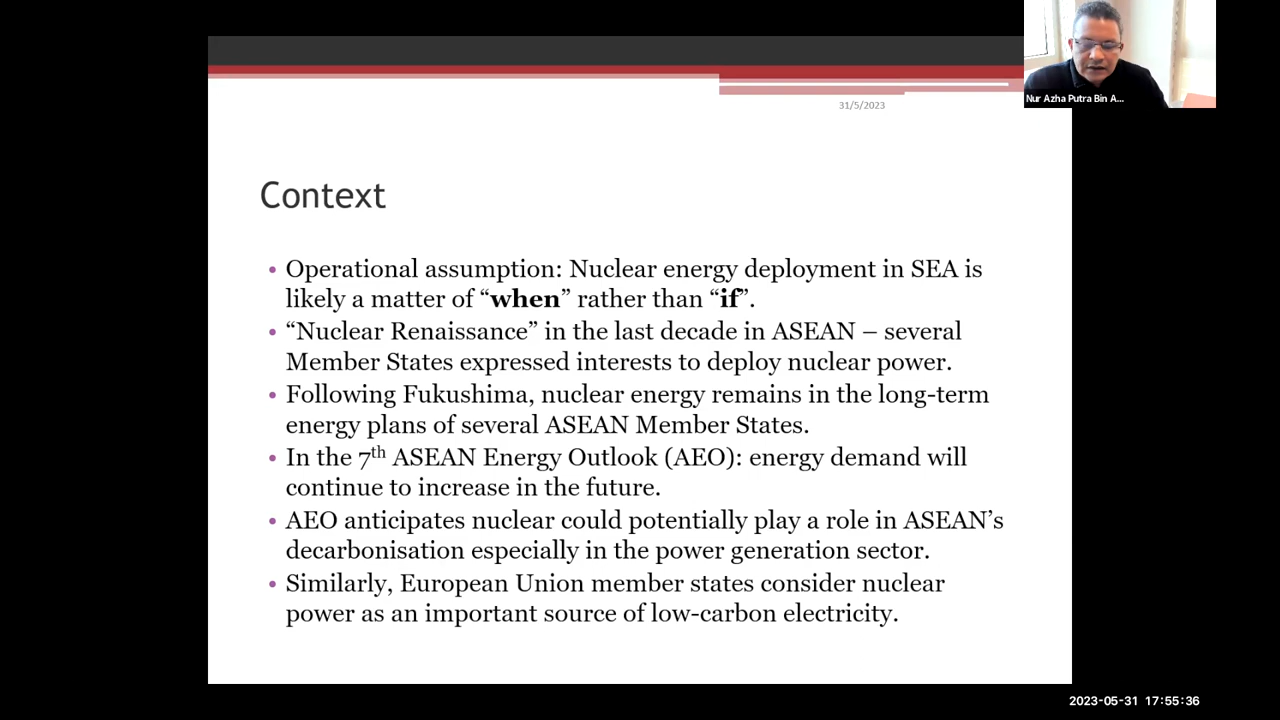 Nur Azha Putra Bin A...
31/5/2023
Context
• Operational assumption: Nuclear energy deployment in SEA is
likely a matter of “when” rather than “if”.
• “Nuclear Renaissance” in the last decade in ASEAN – several
Member States expressed interests to deploy nuclear power.
• Following Fukushima, nuclear energy remains in the long-term
energy plans of several ASEAN Member States.
• In the 7th ASEAN Energy Outlook (AEO): energy demand will
continue to increase in the future.
• AEO anticipates nuclear could potentially play a role in ASEAN’s
decarbonisation especially in the power generation sector.
• Similarly, European Union member states consider nuclear
power as an important source of low-carbon electricity.
2023-05-31 17:55:36